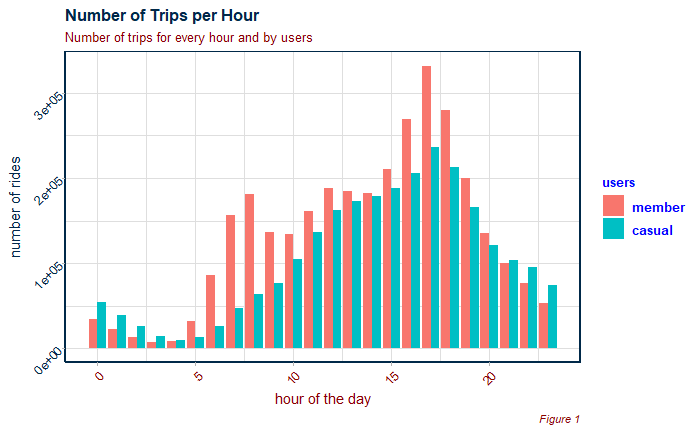 Number of Trips per Hour
Number of trips for every hour and by users
number of rides
3e+05
2e+05
1e+05
0e+00
0
5
10
15
20
hour of the day
users
member
casual
Figure 1